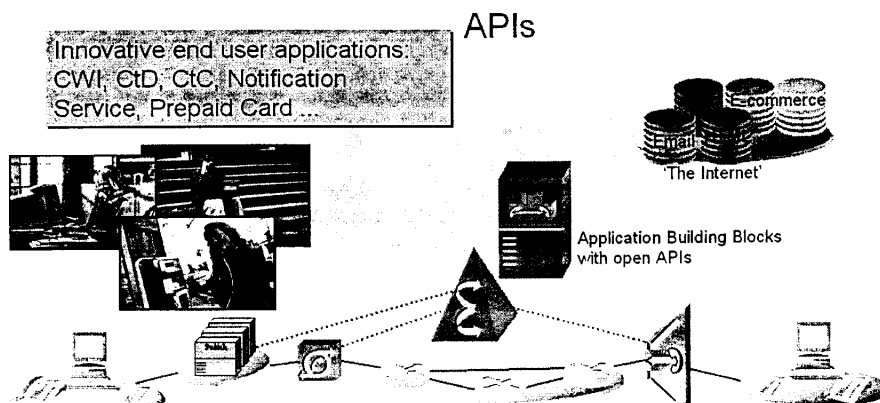 APIs
Innovative end user applications:
CWI, CtD, CtC, Notification
Service, Prepaid Card ...
E-commerce
Email
'The Internet'
Application Building Blocks
with open APIs